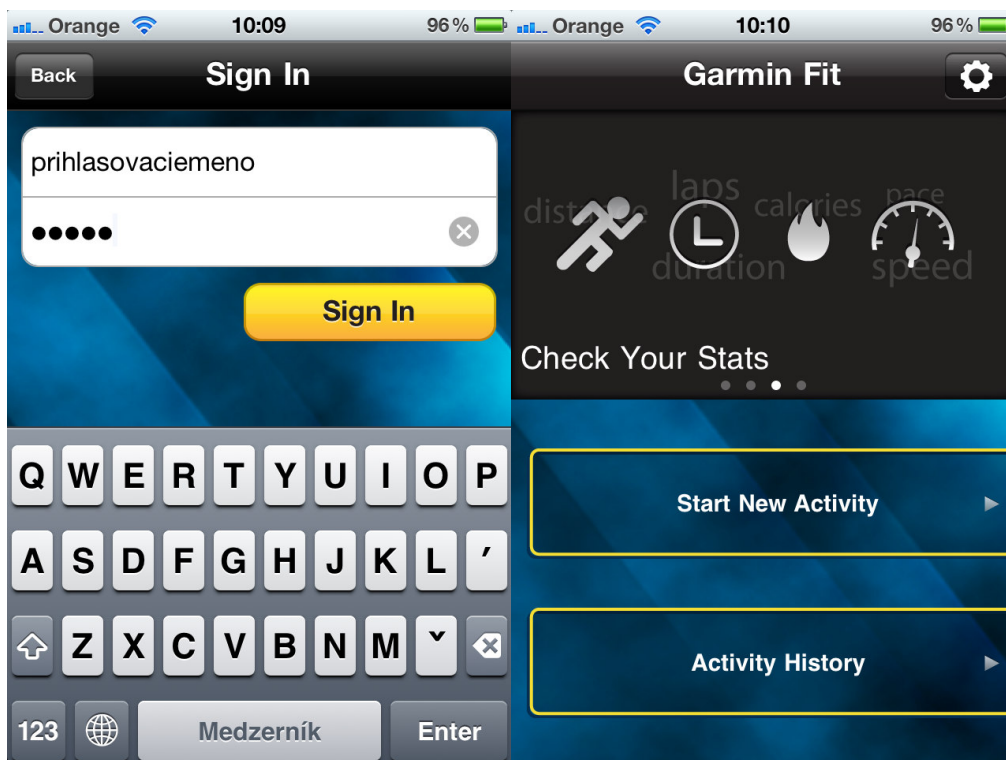 Orange 10:09 96 %
Back Sign In
prihlasovaciemeno
•••••
Sign In
Q W E R T Y U I O P
A S D F G H J K L ′
Z X C V B N M ˇ
123 Medzerník Enter
Orange 10:10 96 %
Garmin Fit
distance laps calories pace
duration speed
Check Your Stats
Start New Activity
Activity History